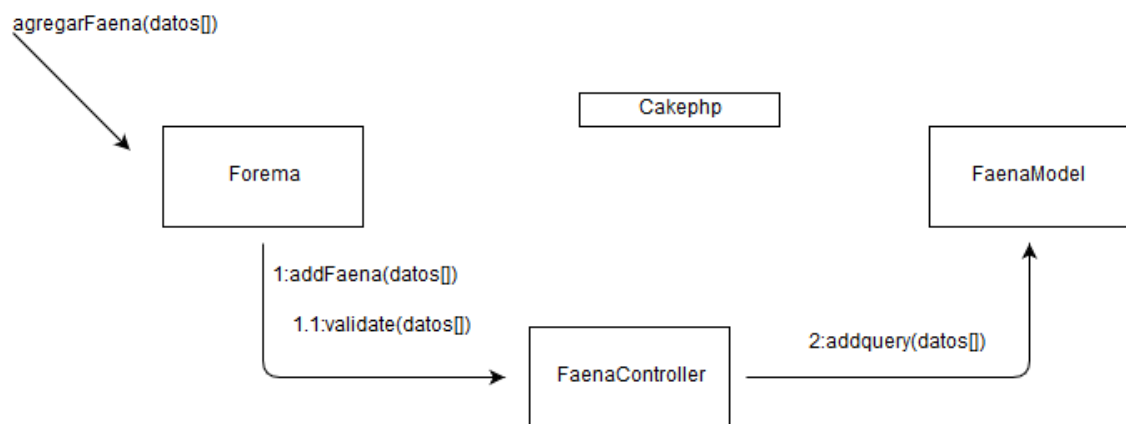 agregarFaena(datos[])
Cakephp
Forema
FaenaModel
1:addFaena(datos[])
1.1:validate(datos[])
2:addquery(datos[])
FaenaController